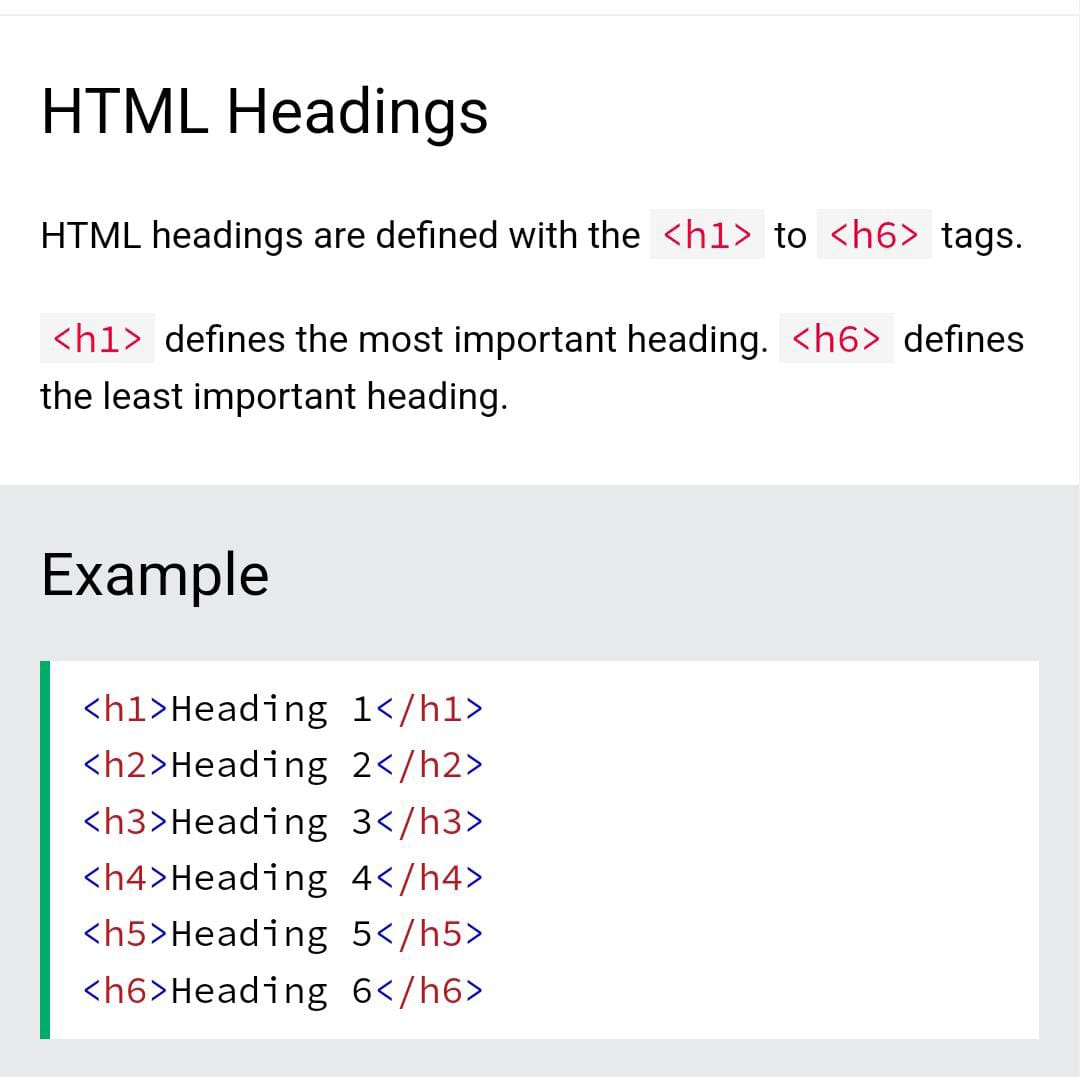 HTML Headings
HTML headings are defined with the <h1> to <h6> tags.
<h1> defines the most important heading. <h6> defines
the least important heading.
Example
<h1>Heading 1</h1>
<h2>Heading 2</h2>
<h3>Heading 3</h3>
<h4>Heading 4</h4>
<h5>Heading 5</h5>
<h6>Heading 6</h6>